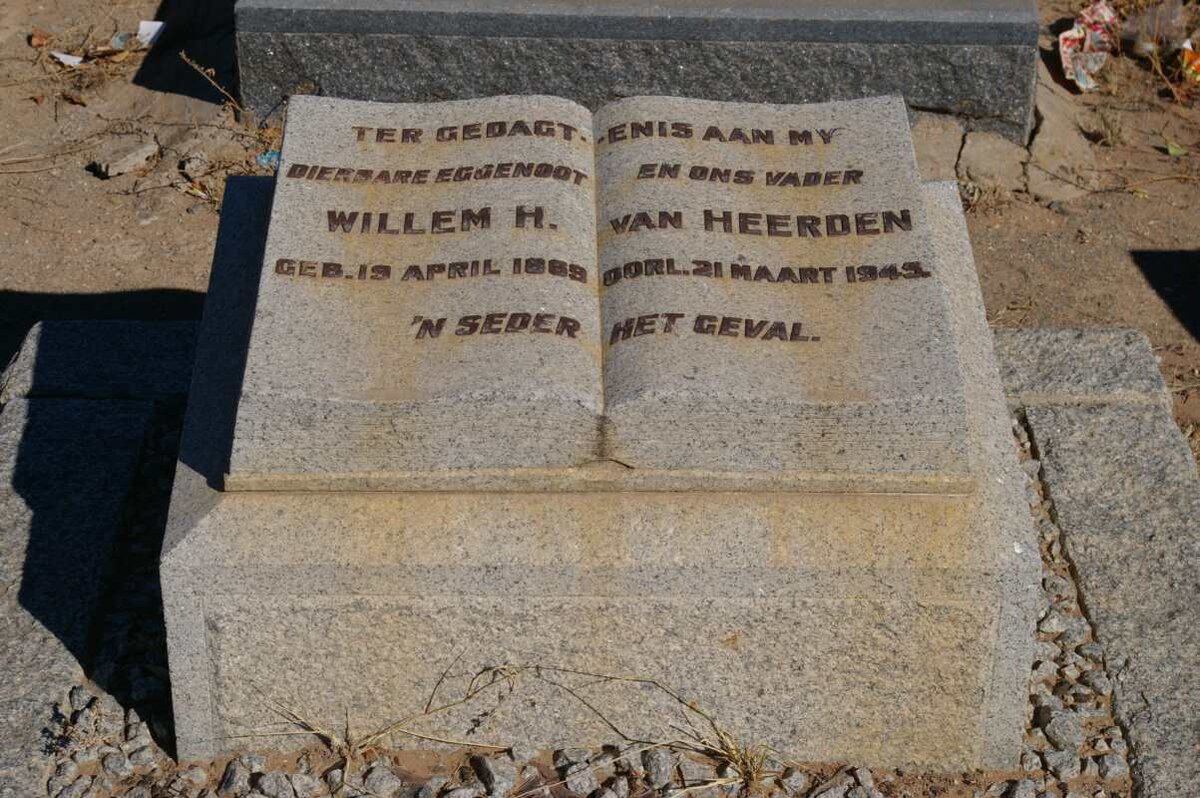 TER GEDAGT-ENIS AAN MY
DIERBARE EGGENOOT EN ONS VADER
WILLEM H. VAN HEERDEN
GEB. 19 APRIL 1869 OORL. 21 MAART 1943.
'N SEDER HET GEVAL.